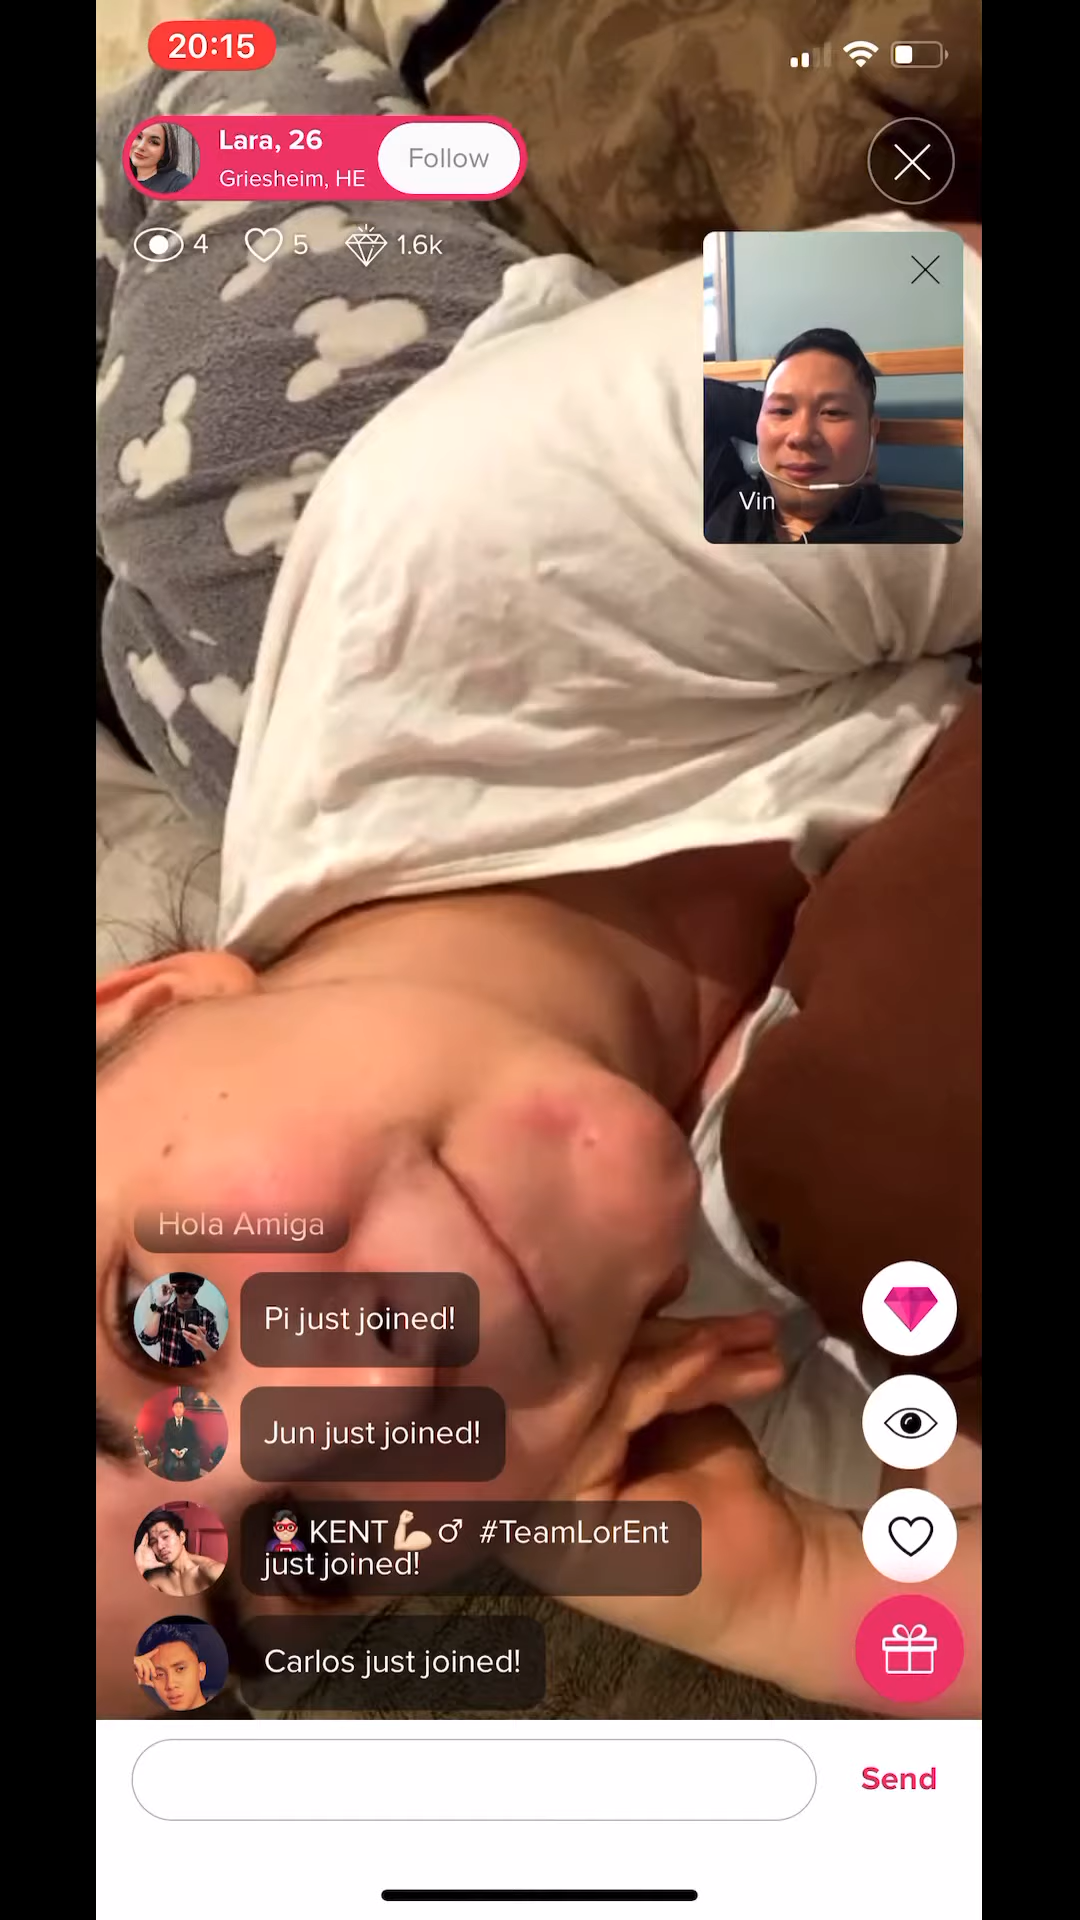 20:15
Lara, 26
Follow
Griesheim, HE
4
5
1.6k
Vin
Hola Amiga
Pi just joined!
Jun just joined!
🦸🏻KENT💪🏻♂ #TeamLorEnt
just joined!
Carlos just joined!
Send